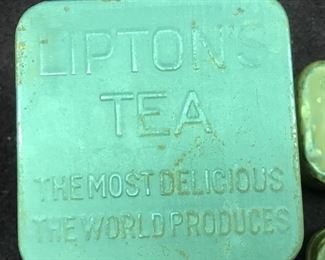 LIPTON'S
TEA
THE MOST DELICIOUS
THE WORLD PRODUCES